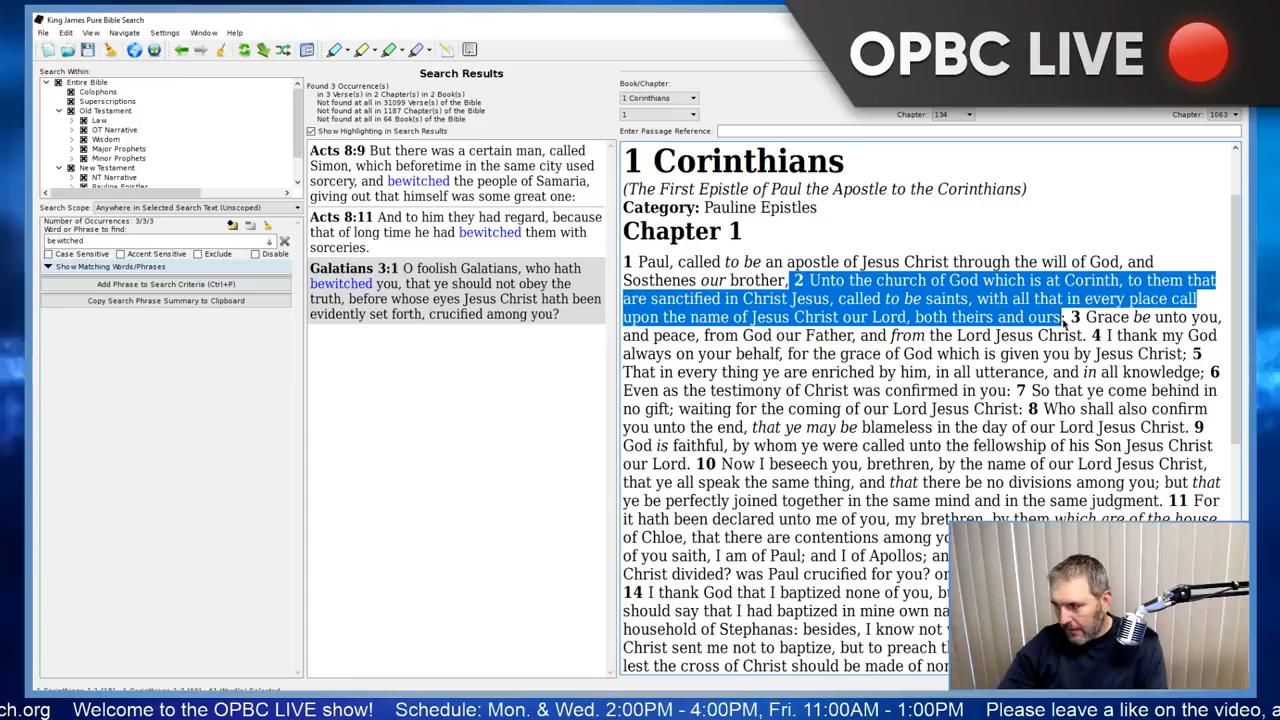 King James Pure Bible Search
File Edit View Navigate Settings Window Help
OPBC LIVE
Search Within:
Entire Bible
Colophons
Superscriptions
Old Testament
Law
OT Narrative
Wisdom
Major Prophets
Minor Prophets
New Testament
NT Narrative
Pauline Epistles
Search Scope: Anywhere in Selected Search Text (Unscoped)
Number of Occurrences: 3/3/3
Word or Phrase to find:
bewitched
Case Sensitive Accent Sensitive Exclude Disable
Show Matching Words/Phrases
Add Phrase to Search Criteria (Ctrl+P)
Copy Search Phrase Summary to Clipboard
Search Results
Found 3 Occurrence(s)
in 3 Verse(s) in 2 Chapter(s) in 2 Book(s)
Not found at all in 31099 Verse(s) of the Bible
Not found at all in 1187 Chapter(s) of the Bible
Not found at all in 64 Book(s) of the Bible
Show Highlighting in Search Results
Acts 8:9 But there was a certain man, called
Simon, which beforetime in the same city used
sorcery, and bewitched the people of Samaria,
giving out that himself was some great one:
Acts 8:11 And to him they had regard, because
that of long time he had bewitched them with
sorceries.
Galatians 3:1 O foolish Galatians, who hath
bewitched you, that ye should not obey the
truth, before whose eyes Jesus Christ hath been
evidently set forth, crucified among you?
Book/Chapter:
1 Corinthians
1 Chapter: 134 Chapter: 1063
Enter Passage Reference:
1 Corinthians
(The First Epistle of Paul the Apostle to the Corinthians)
Category: Pauline Epistles
Chapter 1
1 Paul, called to be an apostle of Jesus Christ through the will of God, and
Sosthenes our brother, 2 Unto the church of God which is at Corinth, to them that
are sanctified in Christ Jesus, called to be saints, with all that in every place call
upon the name of Jesus Christ our Lord, both theirs and ours: 3 Grace be unto you,
and peace, from God our Father, and from the Lord Jesus Christ. 4 I thank my God
always on your behalf, for the grace of God which is given you by Jesus Christ; 5
That in every thing ye are enriched by him, in all utterance, and in all knowledge; 6
Even as the testimony of Christ was confirmed in you: 7 So that ye come behind in
no gift; waiting for the coming of our Lord Jesus Christ: 8 Who shall also confirm
you unto the end, that ye may be blameless in the day of our Lord Jesus Christ. 9
God is faithful, by whom ye were called unto the fellowship of his Son Jesus Christ
our Lord. 10 Now I beseech you, brethren, by the name of our Lord Jesus Christ,
that ye all speak the same thing, and that there be no divisions among you; but that
ye be perfectly joined together in the same mind and in the same judgment. 11 For
it hath been declared unto me of you, my brethren, by them which are of the house
of Chloe, that there are contentions among
of you saith, I am of Paul; and I of Apollos;
Christ divided? was Paul crucified for you?
14 I thank God that I baptized none of you,
should say that I had baptized in mine own
household of Stephanas: besides, I know not
Christ sent me not to baptize, but to preach
lest the cross of Christ should be made of
ch.org Welcome to the OPBC LIVE show! Schedule: Mon. & Wed. 2:00PM - 4:00PM, Fri. 11:00AM - 1:00PM Please leave a like on the video,